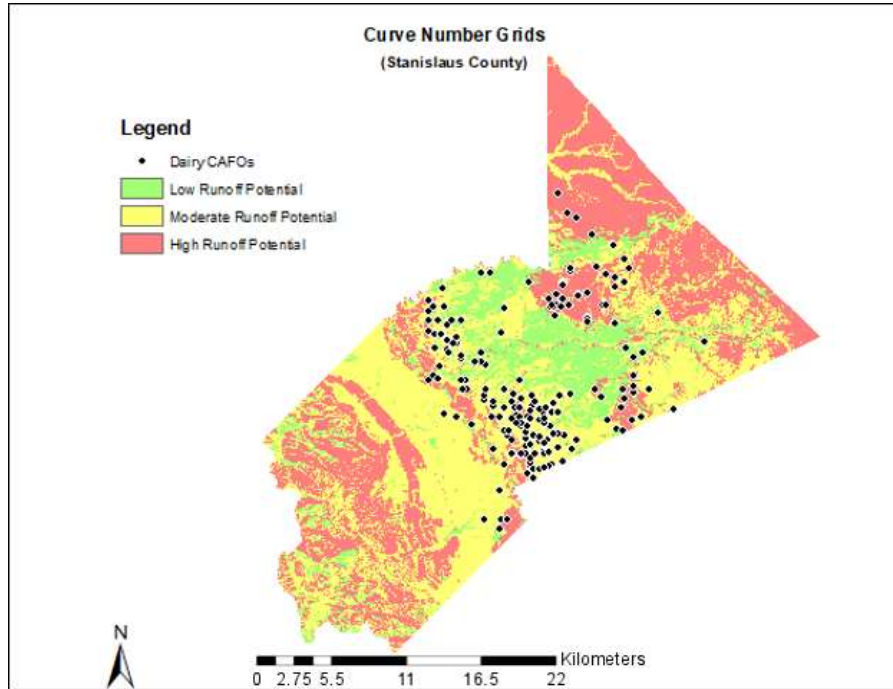 Curve Number Grids
(Stanislaus County)
Legend
Dairy CAFOs
Low Runoff Potential
Moderate Runoff Potential
High Runoff Potential
N
Kilometers
0 2.75 5.5 11 16.5 22